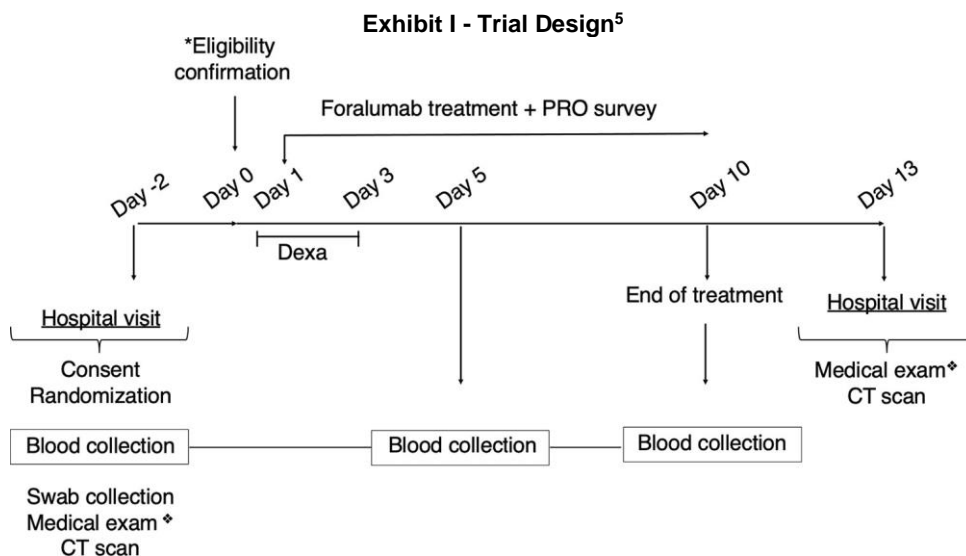 Exhibit I - Trial Design5
*Eligibility
confirmation
Foralumab treatment + PRO survey
Day -2
Day 0
Day 1
Day 3
Day 5
Day 10
Day 13
Dexa
Hospital visit
Consent
Randomization
Blood collection
Swab collection
Medical exam ❖
CT scan
Blood collection
End of treatment
Blood collection
Hospital visit
Medical exam❖
CT scan